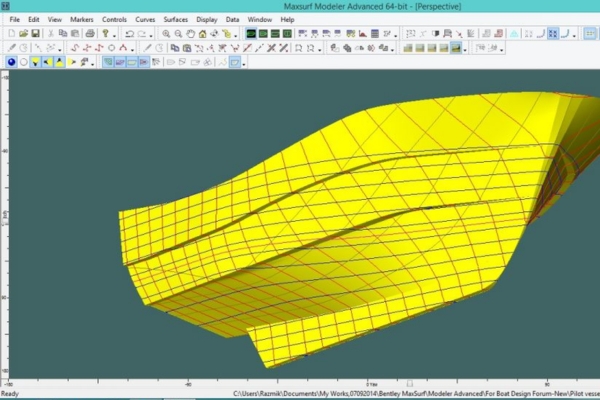 Maxsurf Modeler Advanced 64-bit - [Perspective]
File Edit View Markers Controls Curves Surfaces Display Data Window Help
Ready
C:\Users\Razmik\Documents\My Works,07092014\Bentley MaxSurf\Modeler Advanced\For Boat Design Forum-New\Pilot vesse